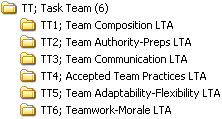 TT; Task Team (6)
TT1; Team Composition LTA
TT2; Team Authority-Preps LTA
TT3; Team Communication LTA
TT4; Accepted Team Practices LTA
TT5; Team Adaptability-Flexibility LTA
TT6; Teamwork-Morale LTA